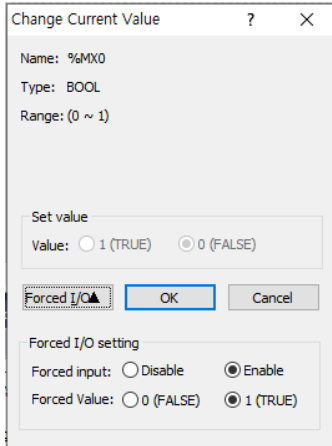 Change Current Value ? ×
Name: %MX0
Type: BOOL
Range: (0 ~ 1)
Set value
Value: 1 (TRUE) 0 (FALSE)
Forced I/O▲ OK Cancel
Forced I/O setting
Forced input: Disable Enable
Forced Value: 0 (FALSE) 1 (TRUE)